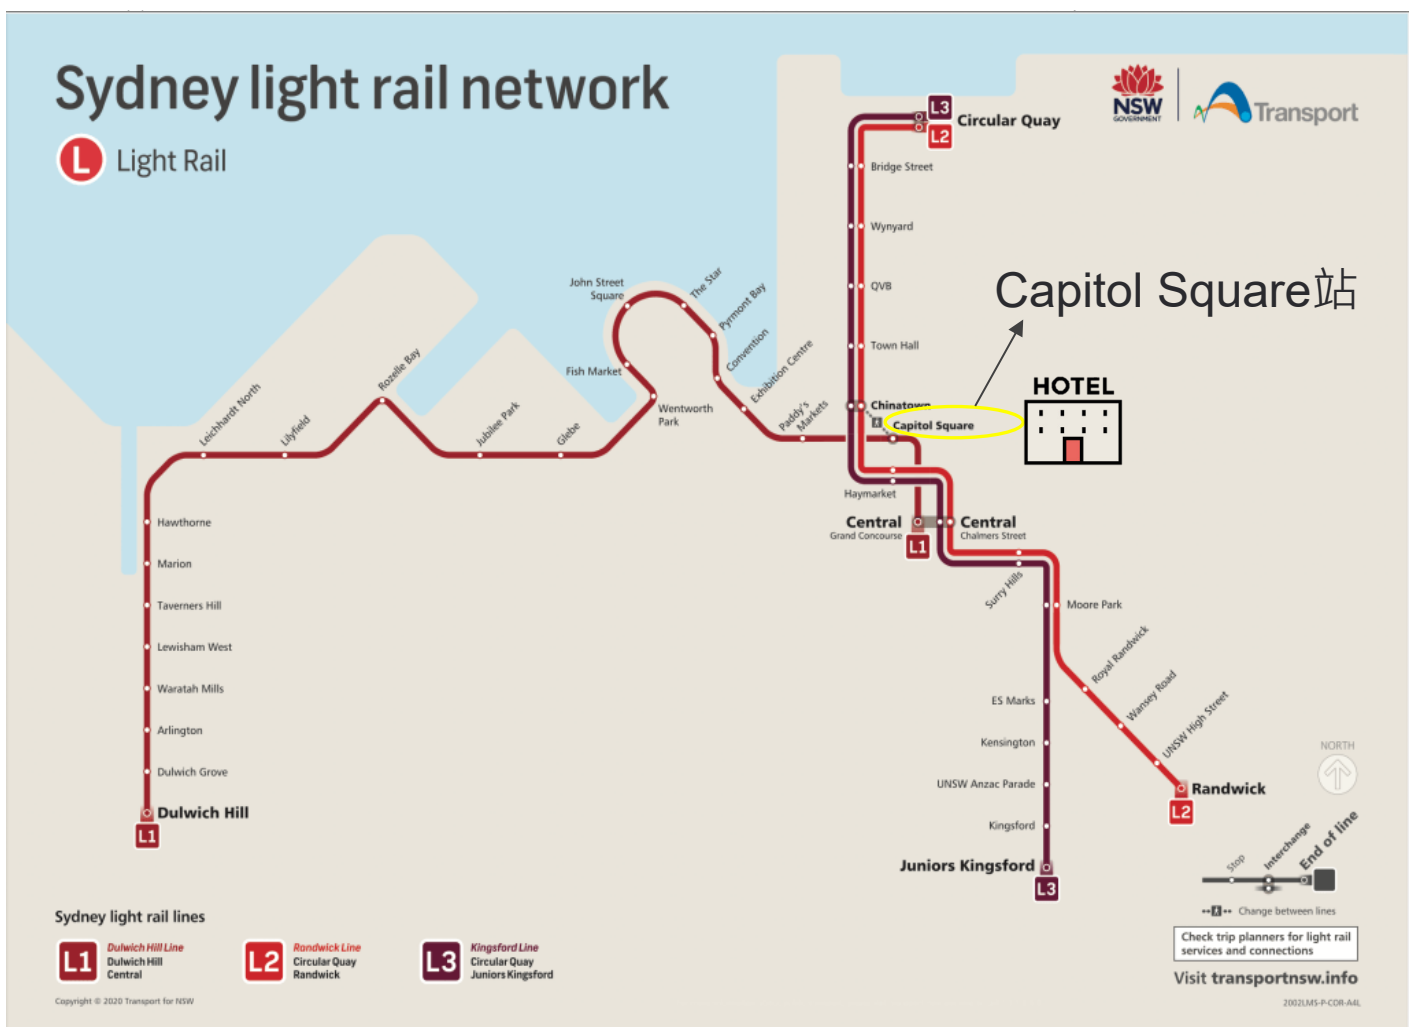 Sydney light rail network
L Light Rail
NSW
GOVERNMENT
Transport
L3
Circular Quay
L2
Bridge Street
Wynyard
QVB
Town Hall
Chinatown
Capitol Square
Capitol Square站
HOTEL
Haymarket
Central
Grand Concourse
L1
Central
Chalmers Street
Surry Hills
Moore Park
Royal Randwick
Wansey Road
UNSW High Street
Randwick
L2
ES Marks
Kensington
UNSW Anzac Parade
Kingsford
Juniors Kingsford
L3
Paddy's
Markets
Exhibition Centre
Convention
Pyrmont Bay
The Star
John Street
Square
Fish Market
Wentworth
Park
Glebe
Jubilee Park
Rozelle Bay
Lilyfield
Leichhardt North
Hawthorne
Marion
Taverners Hill
Lewisham West
Waratah Mills
Arlington
Dulwich Grove
Dulwich Hill
L1
NORTH
Stop
Interchange
End of line
Change between lines
Check trip planners for light rail
services and connections
Visit transportnsw.info
2002LMS-P-COR-A4L
Sydney light rail lines
L1
Dulwich Hill Line
Dulwich Hill
Central
L2
Randwick Line
Circular Quay
Randwick
L3
Kingsford Line
Circular Quay
Juniors Kingsford
Copyright © 2020 Transport for NSW